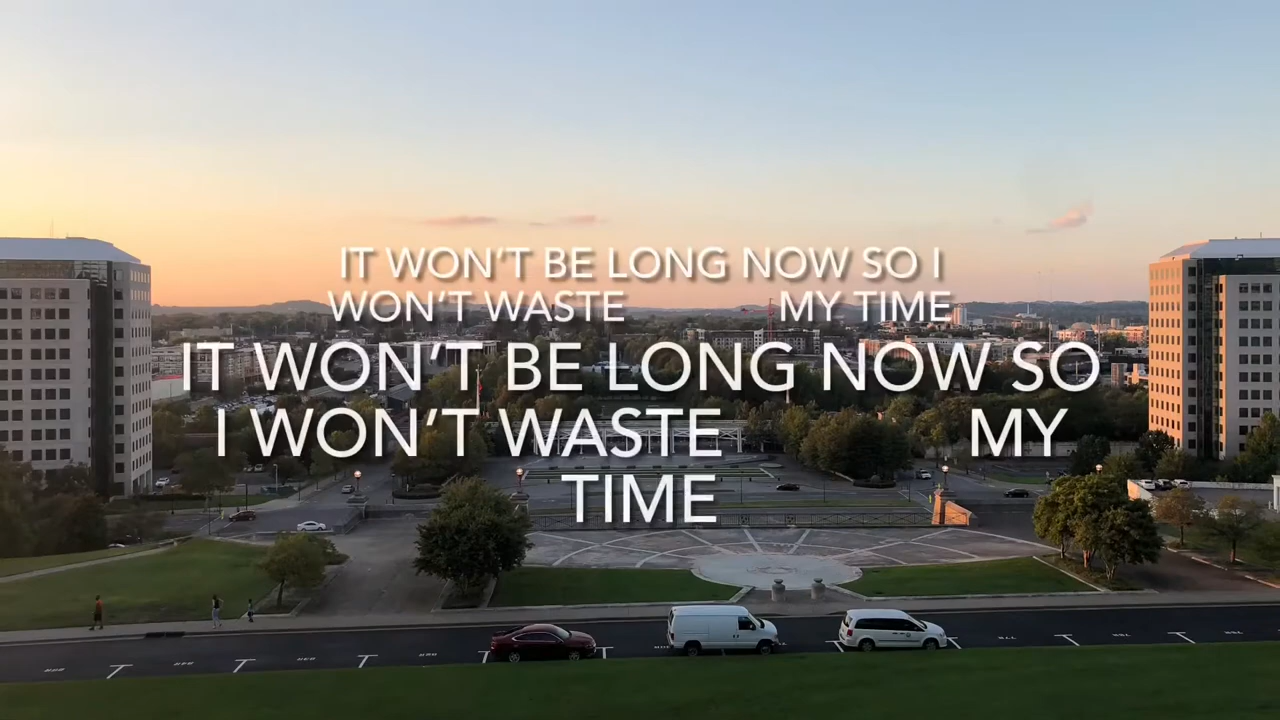 IT WON'T BE LONG NOW SO I
WON'T WASTE MY TIME
IT WON'T BE LONG NOW SO
I WON'T WASTE MY
TIME